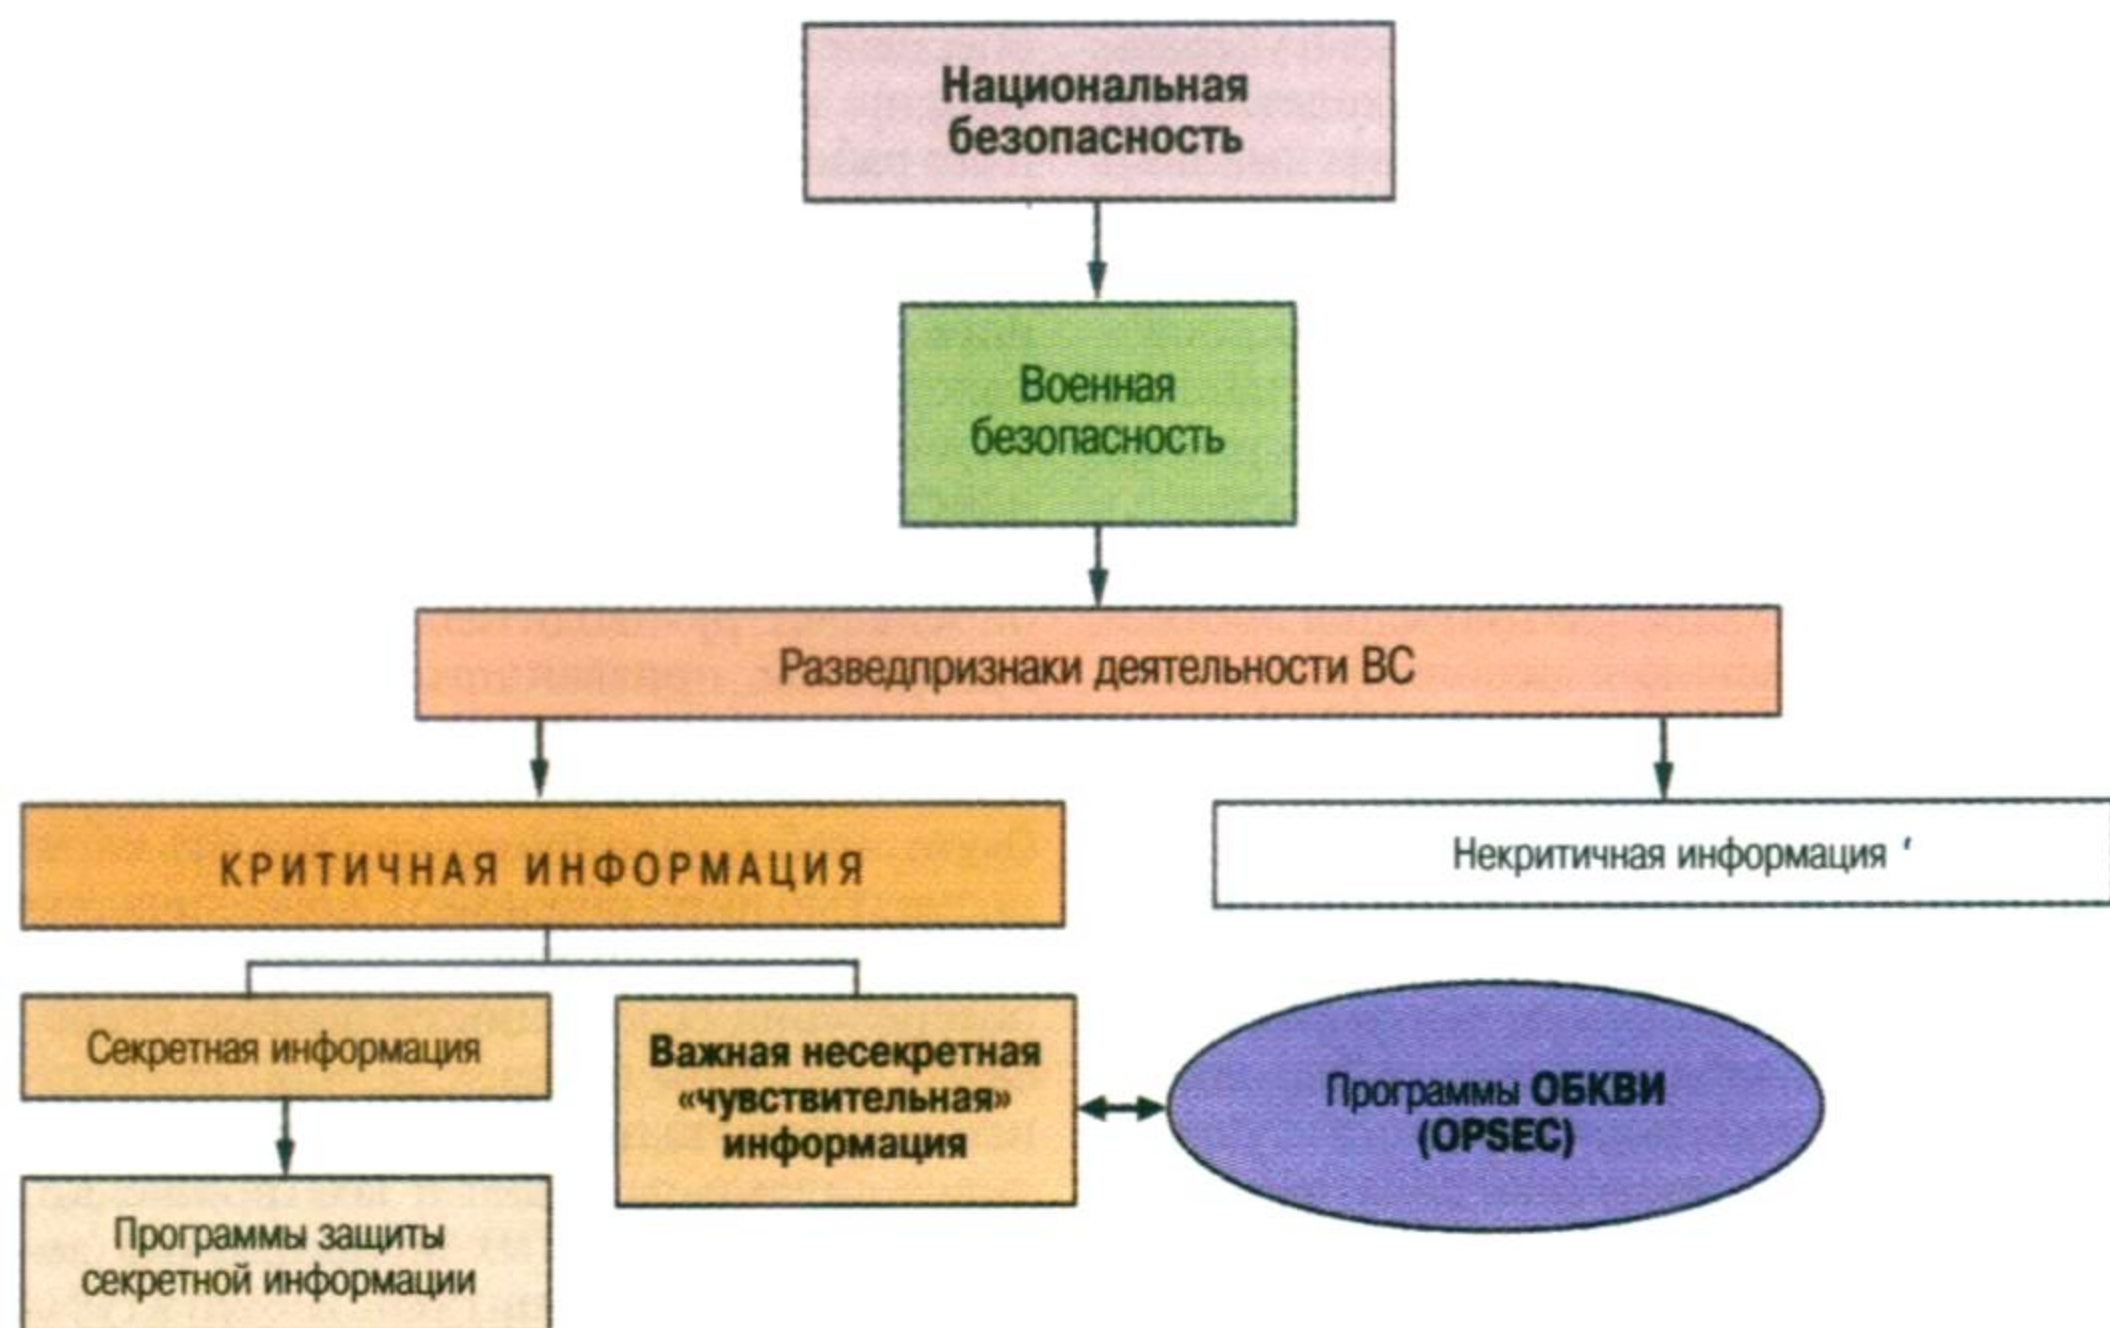 Национальная
безопасность
Военная
безопасность
Разведпризнаки деятельности ВС
КРИТИЧНАЯ ИНФОРМАЦИЯ
Некритичная информация
Секретная информация
Важная несекретная
«чувствительная»
информация
Программы ОБКВИ
(OPSEC)
Программы защиты
секретной информации